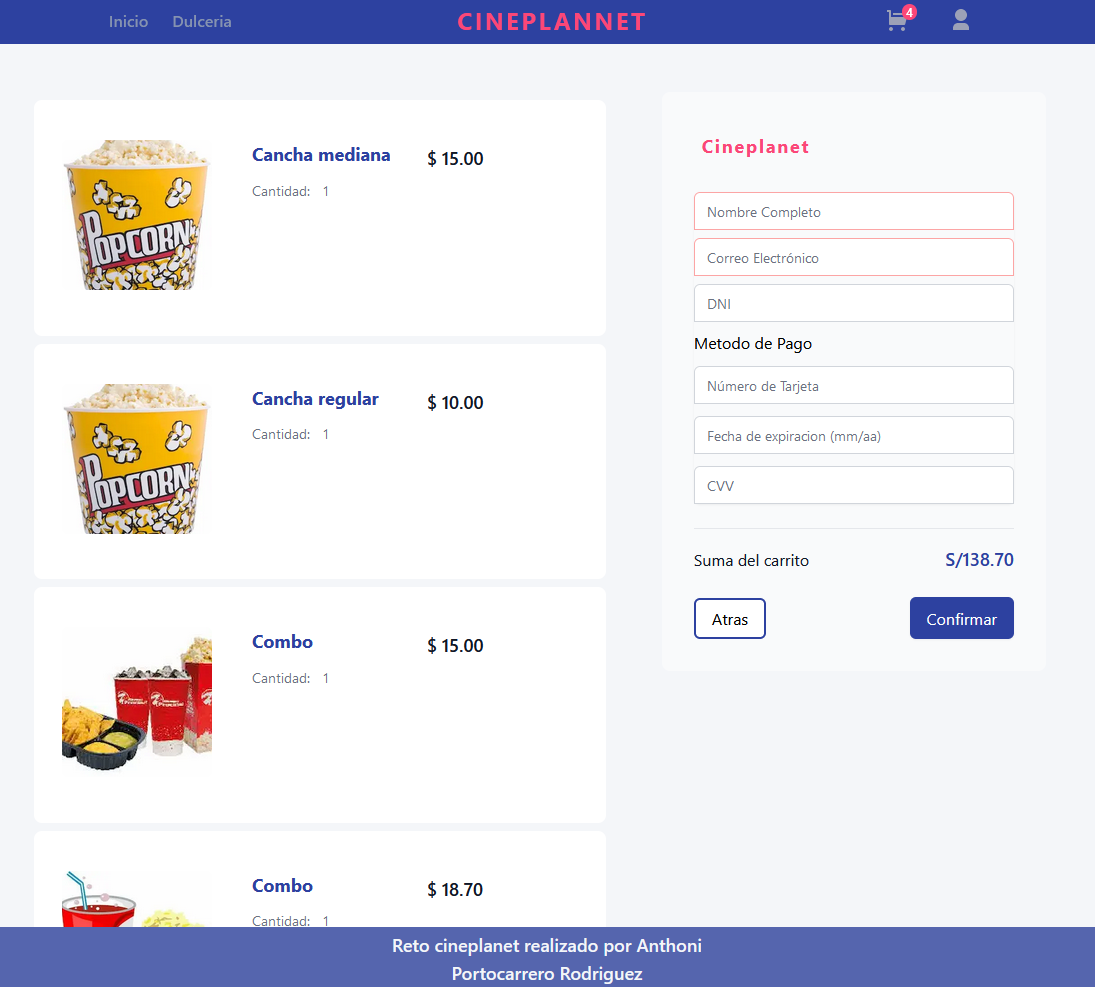 Inicio Dulceria CINEPLANNET 4
Cancha mediana $ 15.00
Cantidad: 1
POPCORN
Cancha regular $ 10.00
Cantidad: 1
POPCORN
Combo $ 15.00
Cantidad: 1
Combo $ 18.70
Cantidad: 1
Cineplanet
Nombre Completo
Correo Electrónico
DNI
Metodo de Pago
Número de Tarjeta
Fecha de expiracion (mm/aa)
CVV
Suma del carrito S/138.70
Atras Confirmar
Reto cineplanet realizado por Anthoni
Portocarrero Rodriguez